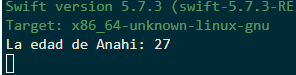 Swift version 5.7.3 (swift-5.7.3-RE
Target: x86_64-unknown-linux-gnu
La edad de Anahi: 27